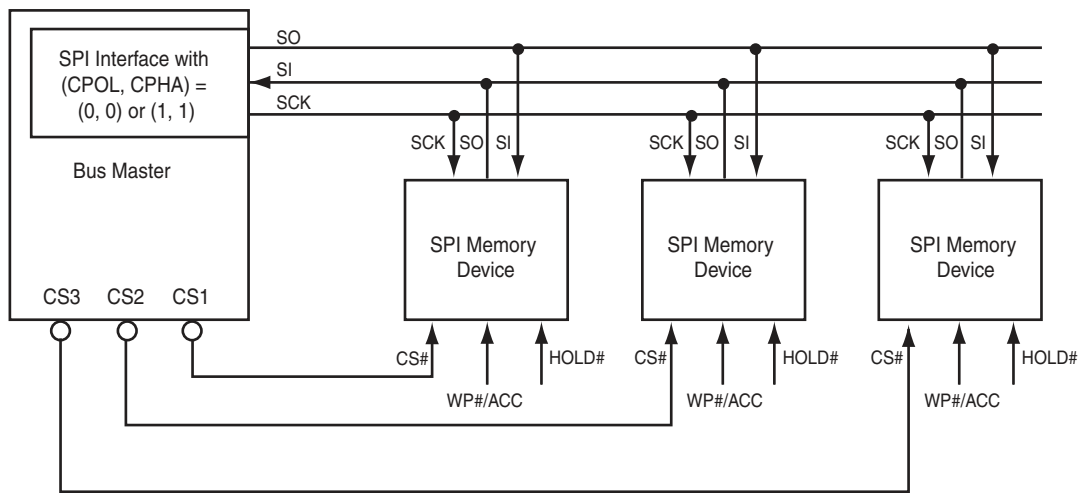 SPI Interface with
(CPOL, CPHA) =
(0, 0) or (1, 1)
Bus Master
SO
SI
SCK
SCK SO SI
SCK SO SI
SCK SO SI
SPI Memory
Device
SPI Memory
Device
SPI Memory
Device
CS3 CS2 CS1
CS#
WP#/ACC
HOLD#
CS#
WP#/ACC
HOLD#
CS#
WP#/ACC
HOLD#